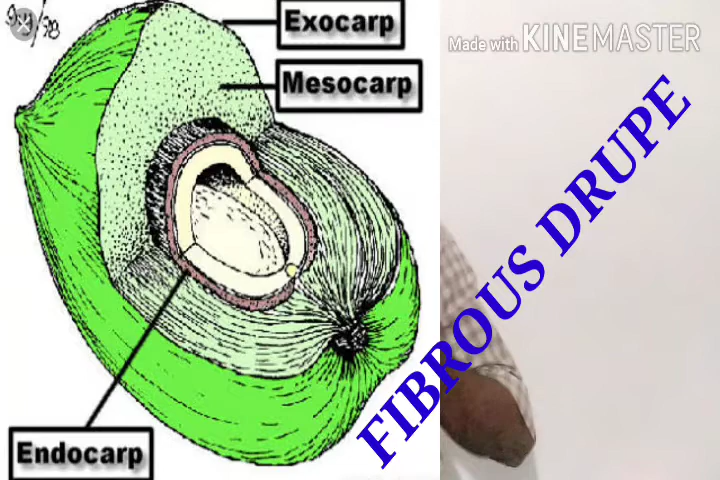 Exocarp
Made with KINEMASTER
Mesocarp
FIBROUS DRUPE
Endocarp